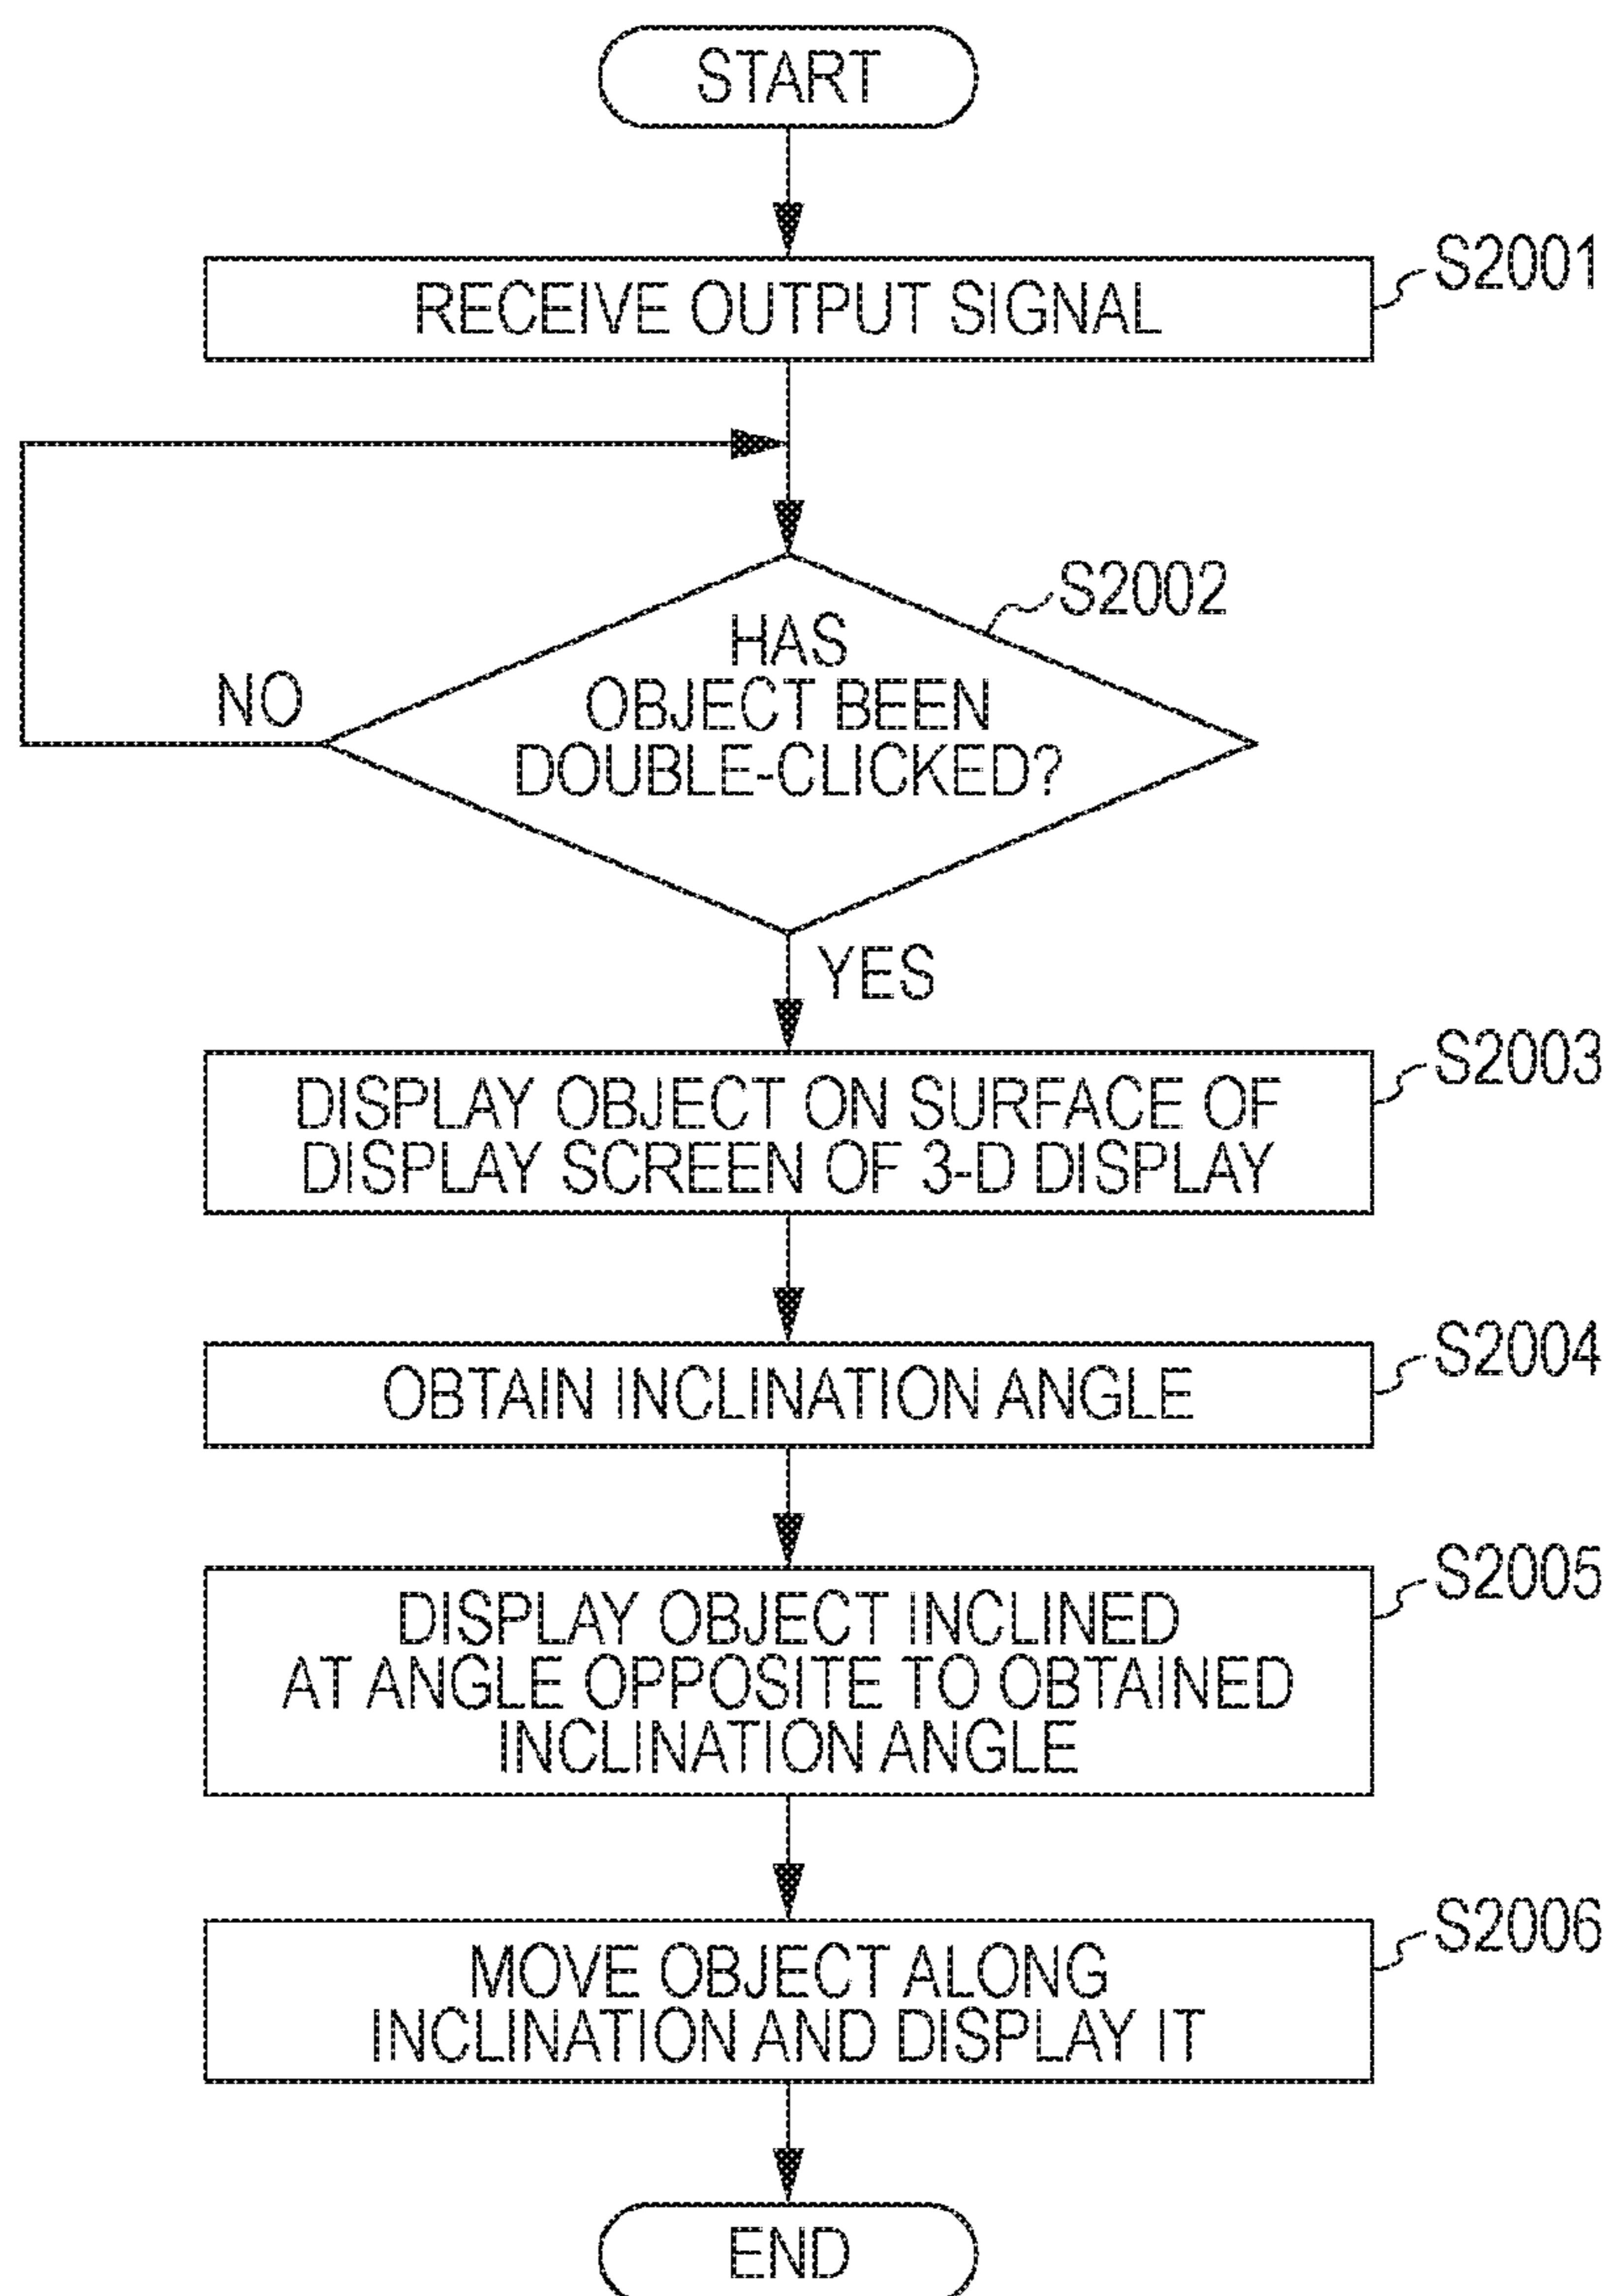 START
S2001
RECEIVE OUTPUT SIGNAL
S2002
HAS
OBJECT BEEN
DOUBLE-CLICKED?
NO
YES
S2003
DISPLAY OBJECT ON SURFACE OF
DISPLAY SCREEN OF 3-D DISPLAY
S2004
OBTAIN INCLINATION ANGLE
S2005
DISPLAY OBJECT INCLINED
AT ANGLE OPPOSITE TO OBTAINED
INCLINATION ANGLE
S2006
MOVE OBJECT ALONG
INCLINATION AND DISPLAY IT
END